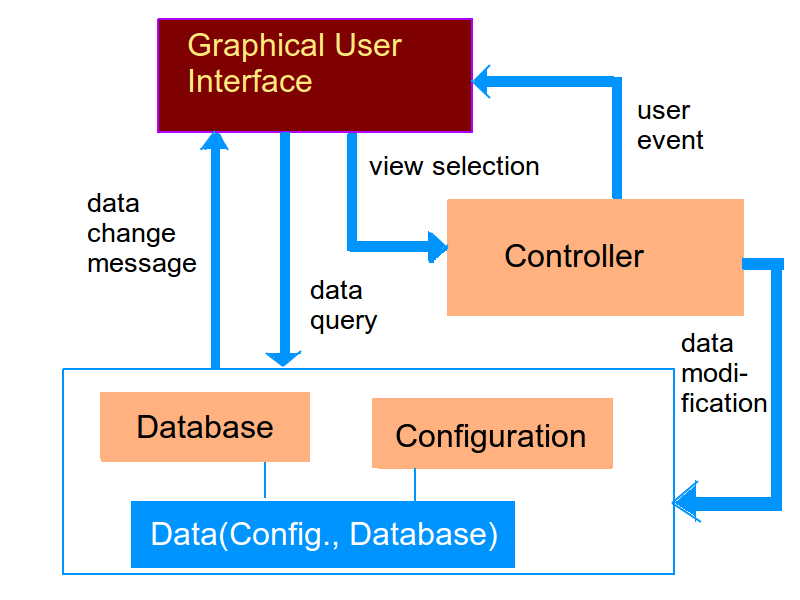 Graphical User
Interface
user
event
view selection
data
change
message
Controller
data
query
data
modi-
fication
Database
Configuration
Data(Config., Database)